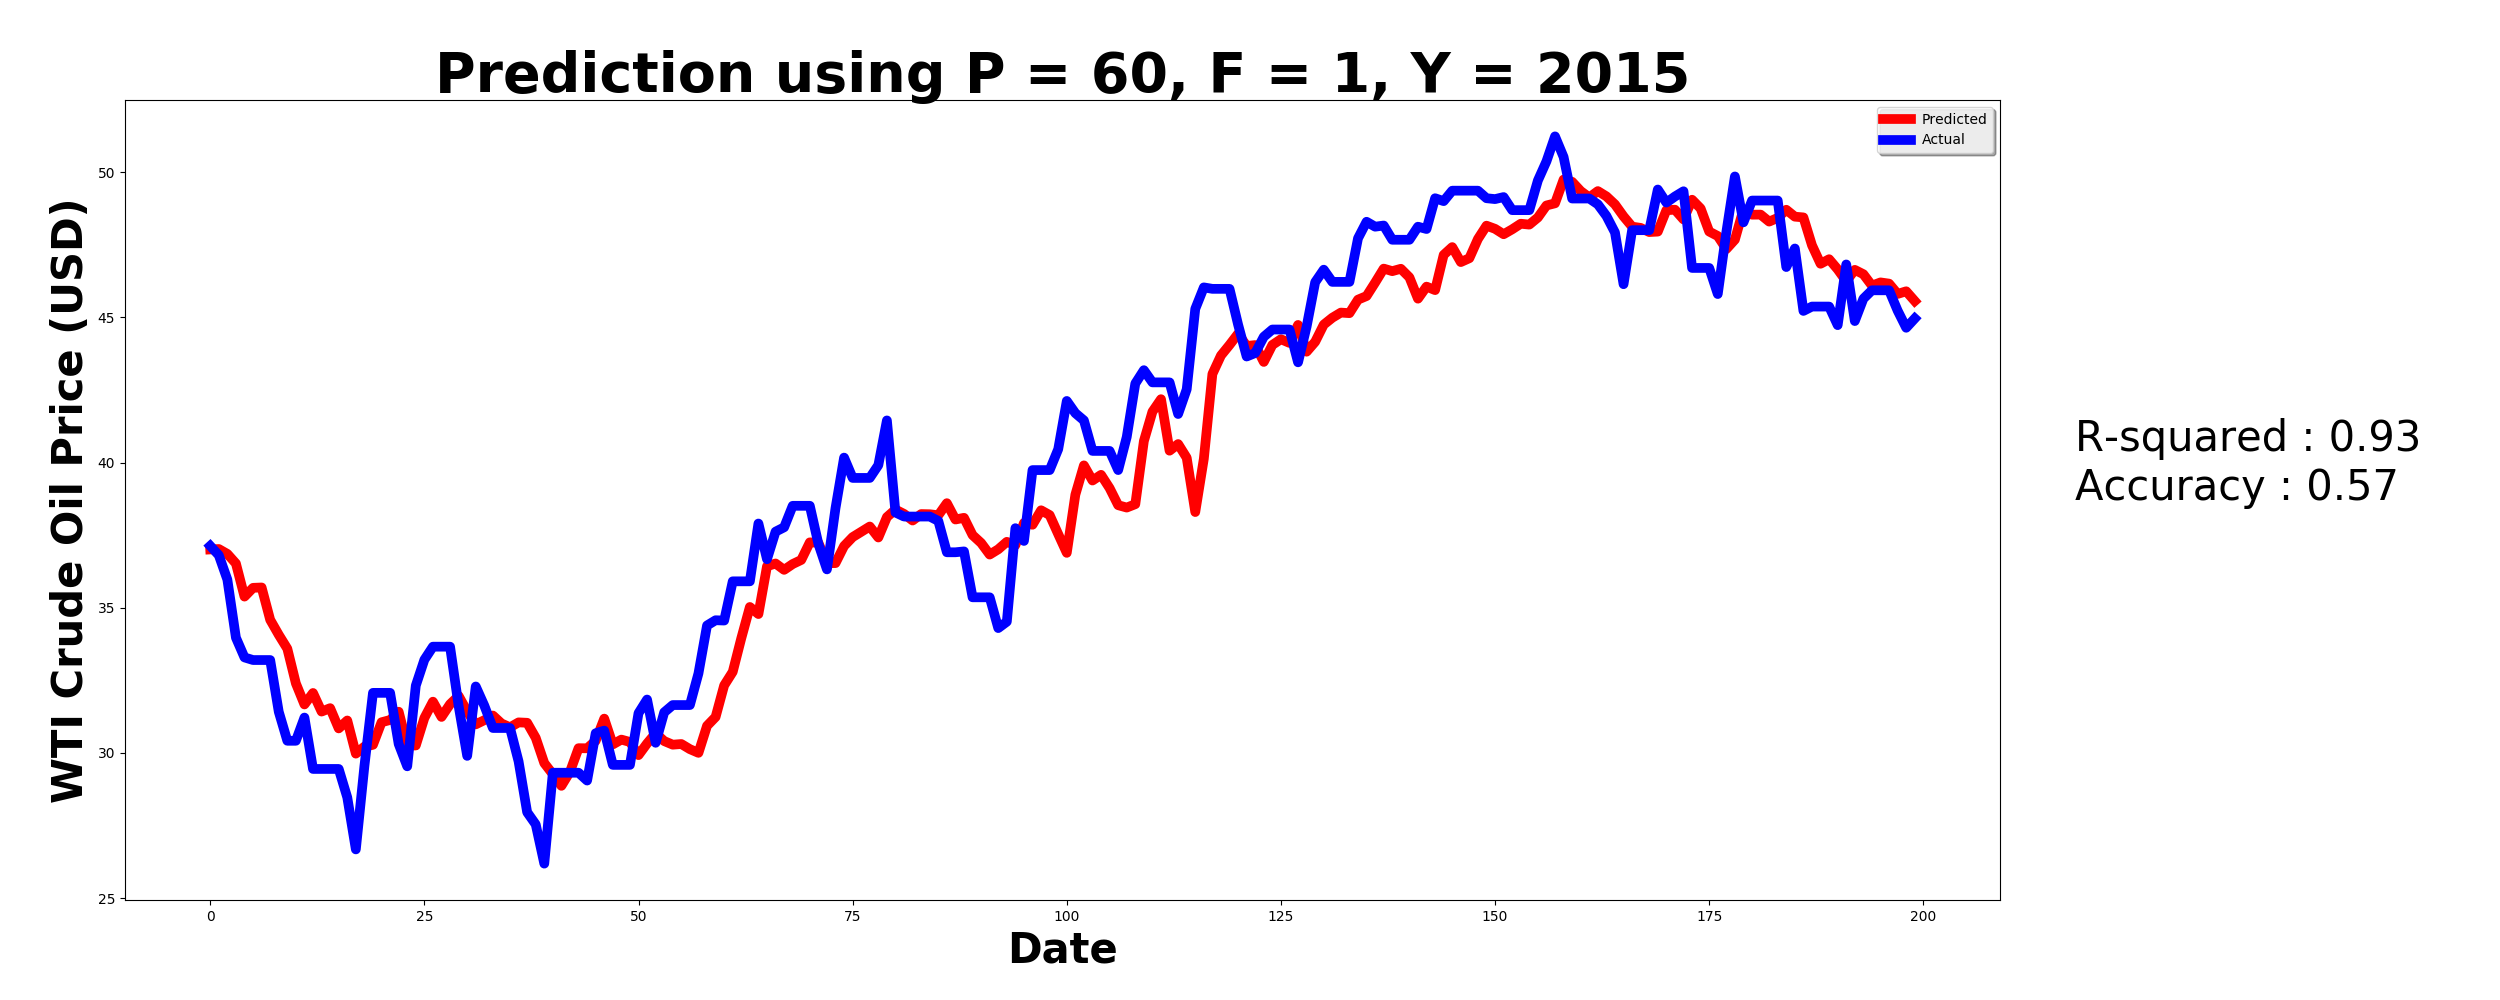 Prediction using P = 60, F = 1, Y = 2015
Predicted
Actual
WTI Crude Oil Price (USD)
50
45
40
35
30
25
0 25 50 75 100 125 150 175 200
Date
R-squared : 0.93
Accuracy : 0.57